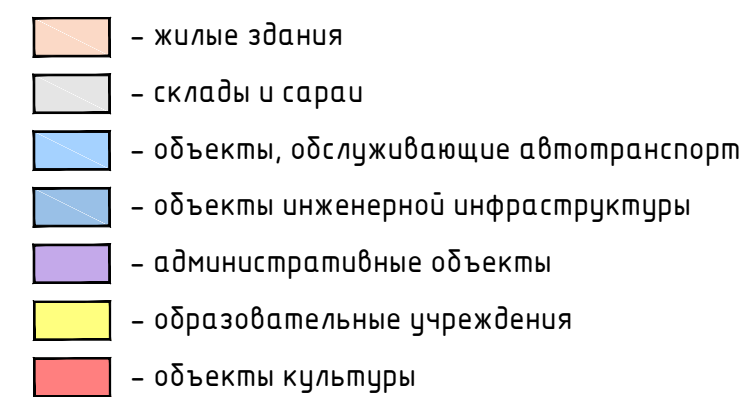 – жилые здания
– склады и сараи
– объекты, обслуживающие автотранспорт
– объекты инженерной инфраструктуры
– административные объекты
– образовательные учреждения
– объекты культуры